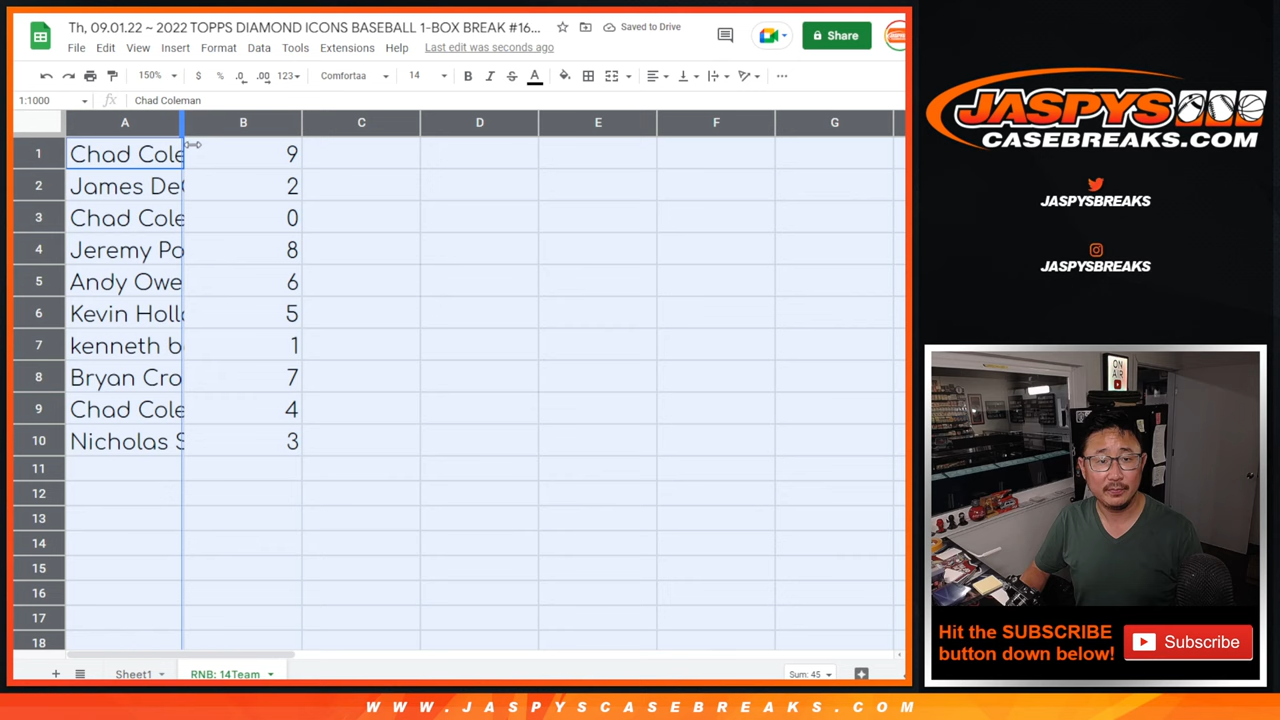 Th, 09.01.22 ~ 2022 TOPPS DIAMOND ICONS BASEBALL 1-BOX BREAK #16...
Saved to Drive
Share
File Edit View Insert Format Data Tools Extensions Help Last edit was seconds ago
150% $ % .0 .00 123 Comfortaa 14 B I S A
1:1000 fx Chad Coleman
A B C D E F G
1 Chad Cole 9
2 James De 2
3 Chad Cole 0
4 Jeremy Po 8
5 Andy Owe 6
6 Kevin Holl 5
7 kenneth b 1
8 Bryan Cro 7
9 Chad Cole 4
10 Nicholas S 3
11
12
13
14
15
16
17
18
Sheet1 RNB: 14Team Sum: 45
JASPYS
CASEBREAKS.COM
JASPYSBREAKS
JASPYSBREAKS
ON AIR
Hit the SUBSCRIBE
button down below!
Subscribe
WWW.JASPYSCASEBREAKS.COM